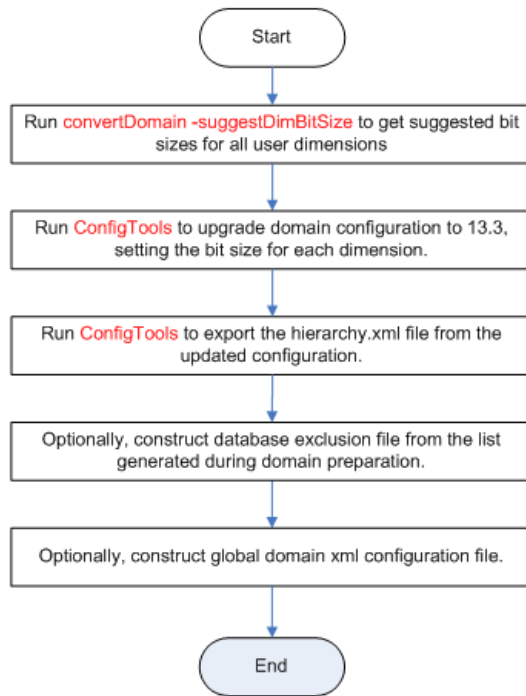 Start
Run convertDomain -suggestDimBitSize to get suggested bit
sizes for all user dimensions
Run ConfigTools to upgrade domain configuration to 13.3,
setting the bit size for each dimension.
Run ConfigTools to export the hierarchy.xml file from the
updated configuration.
Optionally, construct database exclusion file from the list
generated during domain preparation.
Optionally, construct global domain xml configuration file.
End